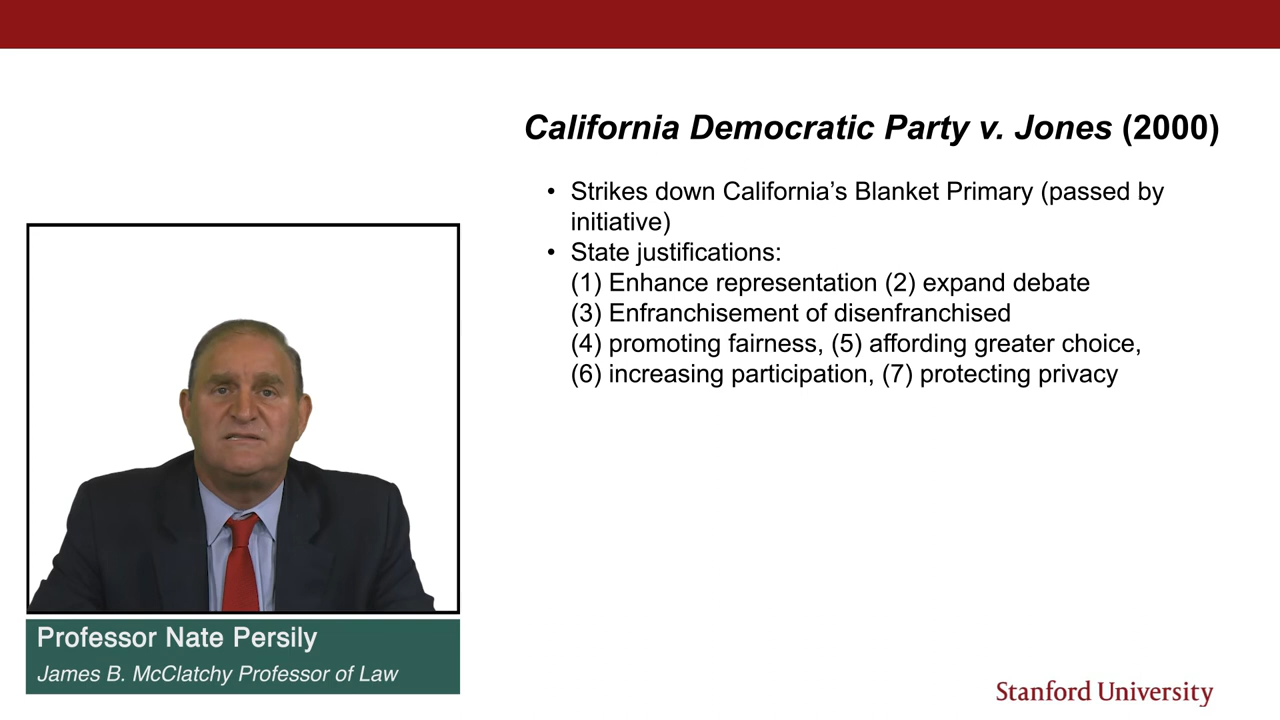 California Democratic Party v. Jones (2000)
• Strikes down California’s Blanket Primary (passed by
initiative)
• State justifications:
(1) Enhance representation (2) expand debate
(3) Enfranchisement of disenfranchised
(4) promoting fairness, (5) affording greater choice,
(6) increasing participation, (7) protecting privacy
Professor Nate Persily
James B. McClatchy Professor of Law
Stanford University